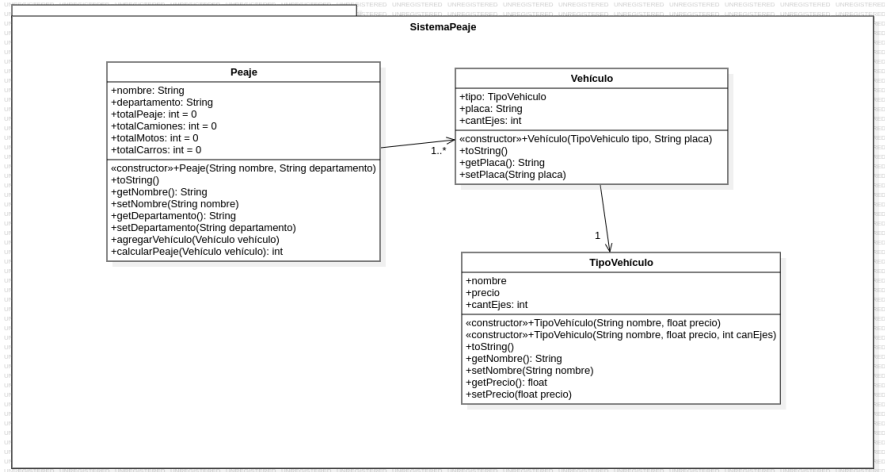 SistemaPeaje
Peaje
+nombre: String
+departamento: String
+totalPeaje: int = 0
+totalCamiones: int = 0
+totalMotos: int = 0
+totalCarros: int = 0
«constructor»+Peaje(String nombre, String departamento)
+toString()
+getNombre(): String
+setNombre(String nombre)
+getDepartamento(): String
+setDepartamento(String departamento)
+agregarVehículo(Vehículo vehículo)
+calcularPeaje(Vehículo vehículo): int
1..*
Vehículo
+tipo: TipoVehiculo
+placa: String
+cantEjes: int
«constructor»+Vehículo(TipoVehiculo tipo, String placa)
+toString()
+getPlaca(): String
+setPlaca(String placa)
1
TipoVehículo
+nombre
+precio
+cantEjes: int
«constructor»+TipoVehículo(String nombre, float precio)
«constructor»+TipoVehículo(String nombre, float precio, int canEjes)
+toString()
+getNombre(): String
+setNombre(String nombre)
+getPrecio(): float
+setPrecio(float precio)